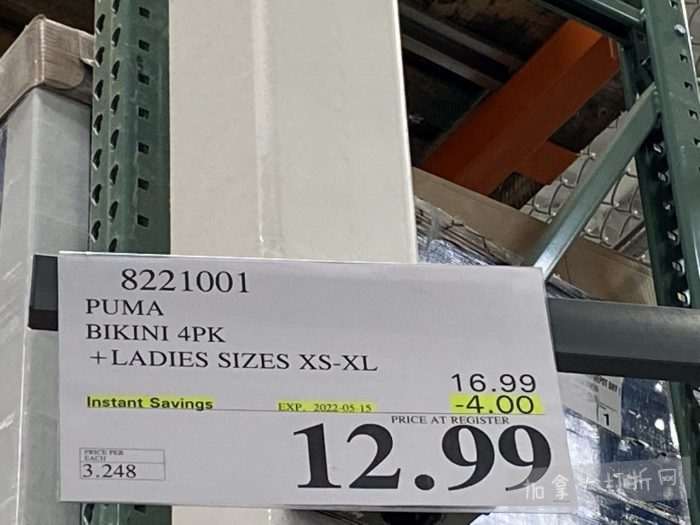 8221001
PUMA
BIKINI 4PK
+LADIES SIZES XS-XL
16.99
Instant Savings EXP. 2022-05-15 -4.00
PRICE AT REGISTER
12.99
PRICE PER
EACH
3.248
1
加拿大打折网